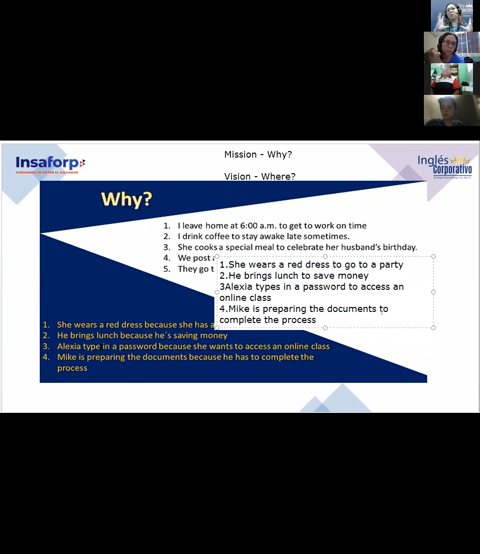 Mission - Why?
Insaforp
Inglés
Corporativo
Vision - Where?
Why?
1. I leave home at 6:00 a.m. to get to work on time
2. I drink coffee to stay awake late sometimes.
3. She cooks a special meal to celebrate her husband's birthday.
4. We post
5. They go t
1.She wears a red dress to go to a party
2.He brings lunch to save money
3Alexia types in a password to access an
online class
4.Mike is preparing the documents to
complete the process
1. She wears a red dress because she has a
2. He brings lunch because he´s saving money
3. Alexia type in a password because she wants to access an online class
4. Mike is preparing the documents because he has to complete the
process